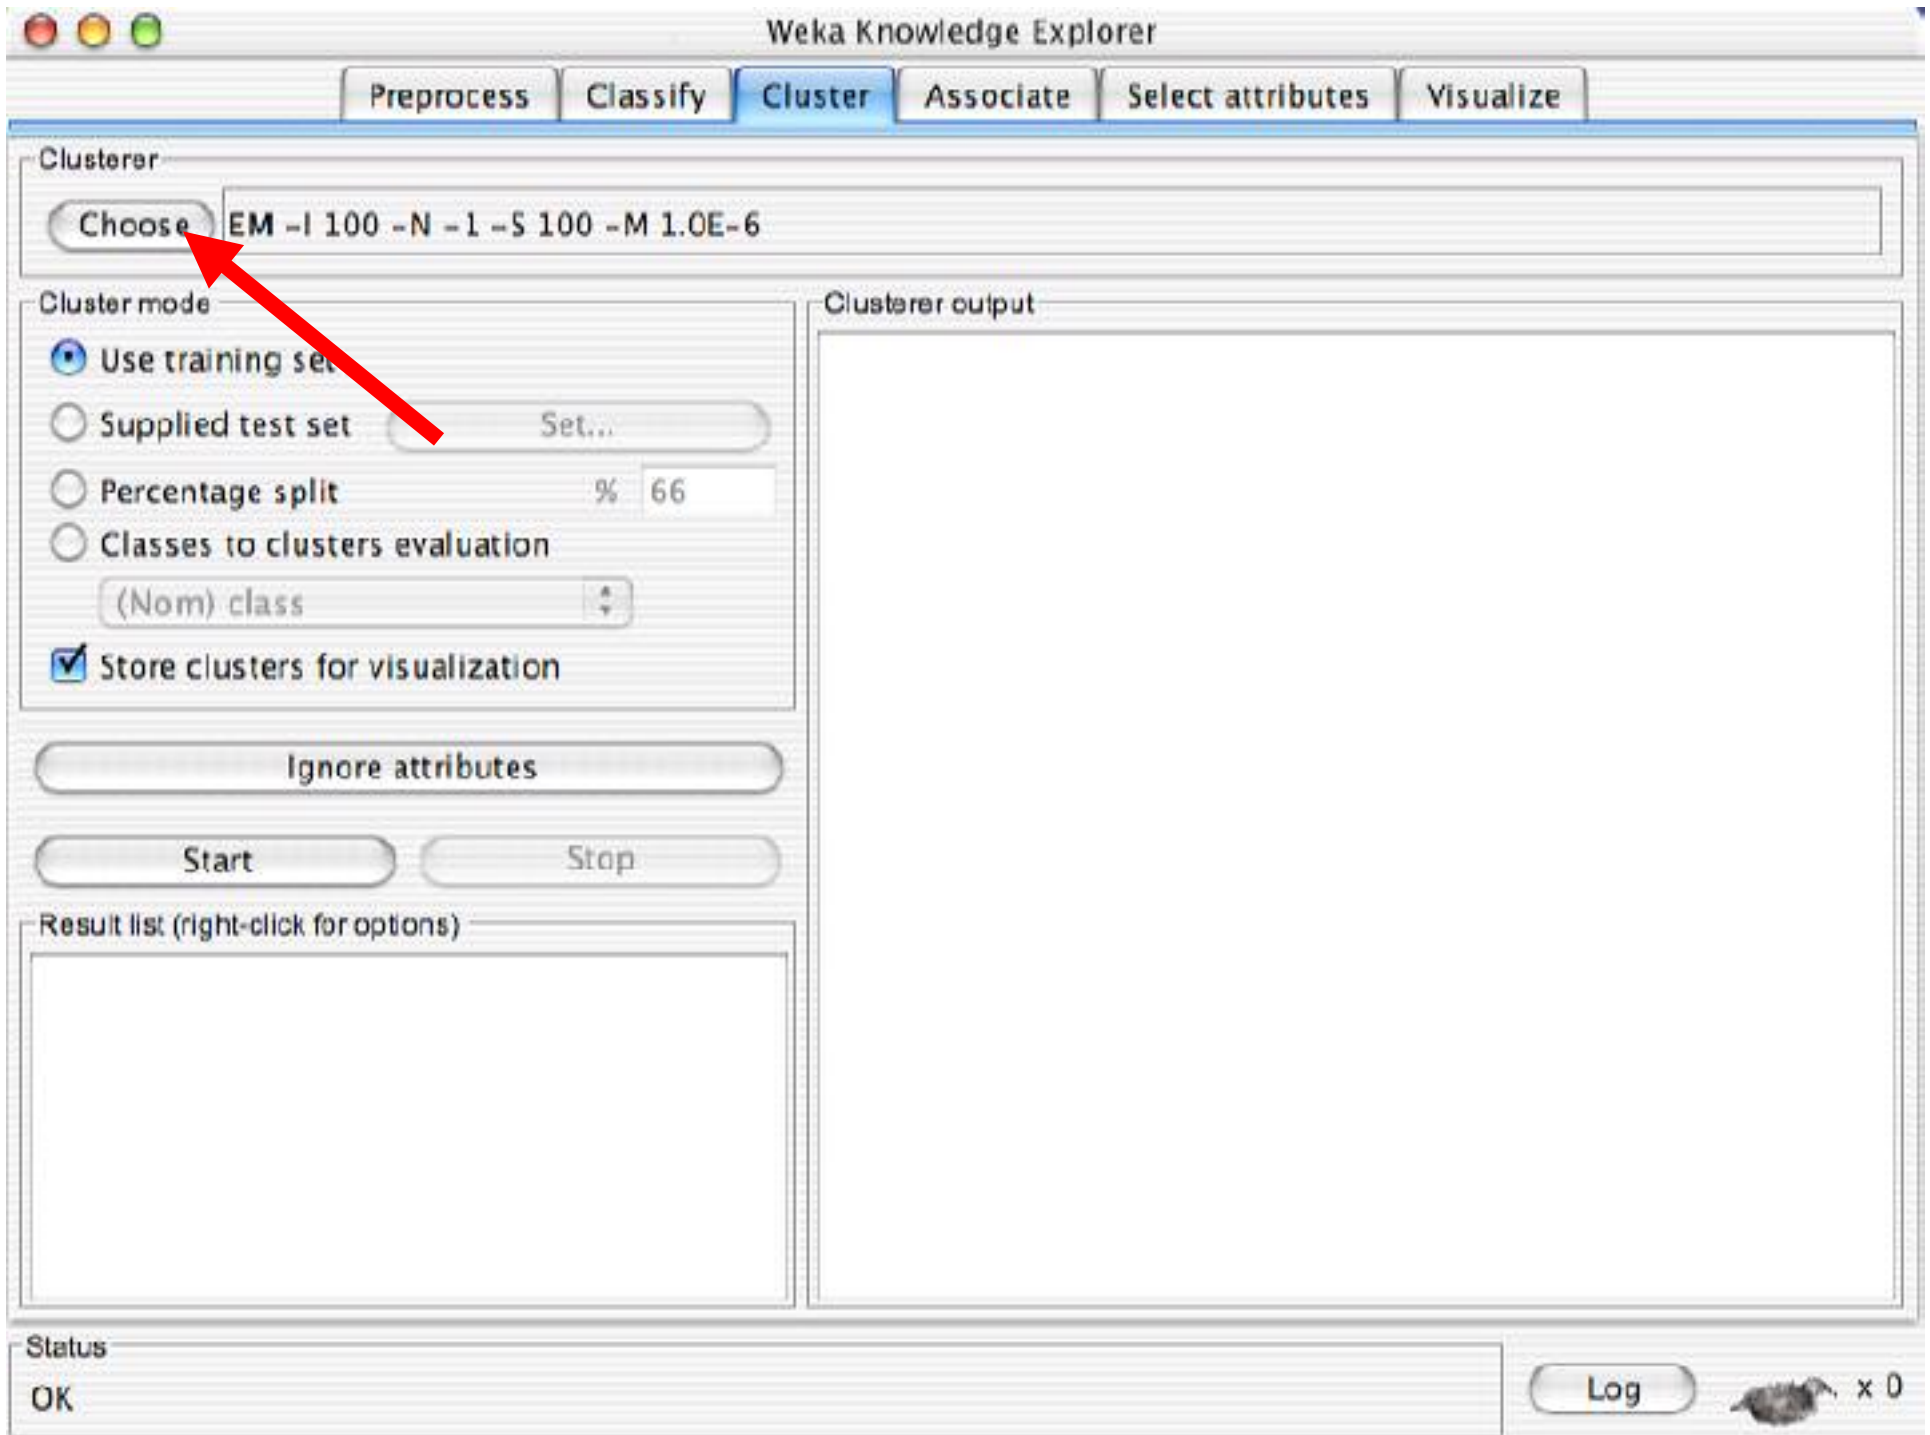 Weka Knowledge Explorer
Preprocess Classify Cluster Associate Select attributes Visualize
Clusterer
Choose EM -I 100 -N -1 -S 100 -M 1.0E-6
Cluster mode
Use training set
Supplied test set Set...
Percentage split % 66
Classes to clusters evaluation
(Nom) class
Store clusters for visualization
Ignore attributes
Start Stop
Result list (right-click for options)
Clusterer output
Status
OK
Log x 0